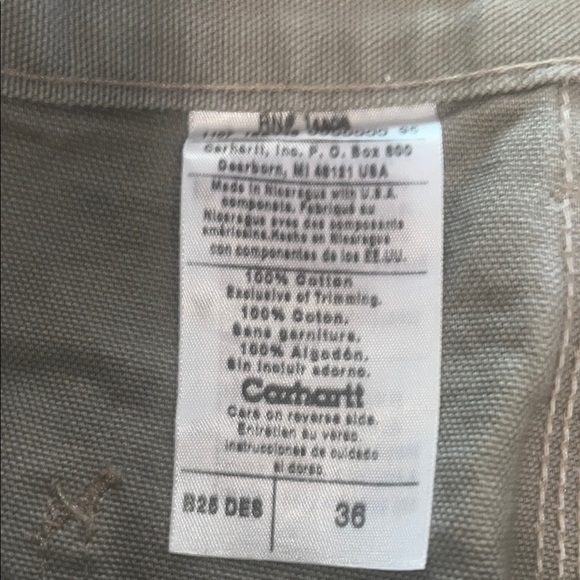 Carhartt, Inc. P. O. Box 600
Dearborn, MI 48121 USA
Made in Nicaragua with U.S.A.
componets. Fabriqué au
Nicaragua avec des composants
américains.Hecho en Nicaragua
con componentes de los EE.UU.
100% Cotton
Exclusive of Trimming.
100% Coton.
Sans garniture.
100% Algodón.
Sin incluir adorno.
Carhartt
Care on reverse side.
Entretien au verso.
Instrucciones de cuidado
al dorso
B25 DES
36